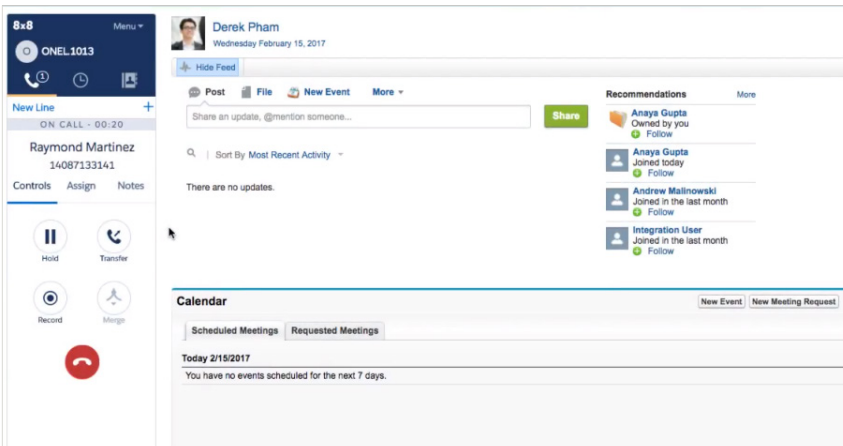 8x8 Menu
O ONEL1013
1
New Line +
ON CALL - 00:20
Raymond Martinez
14087133141
Controls Assign Notes
Hold Transfer
Record Merge
Derek Pham
Wednesday February 15, 2017
Hide Feed
Post File New Event More
Share an update, @mention someone... Share
Sort By Most Recent Activity
There are no updates.
Recommendations More
Anaya Gupta
Owned by you
Follow
Anaya Gupta
Joined today
Follow
Andrew Malinowski
Joined in the last month
Follow
Integration User
Joined in the last month
Follow
Calendar New Event New Meeting Request
Scheduled Meetings Requested Meetings
Today 2/15/2017
You have no events scheduled for the next 7 days.